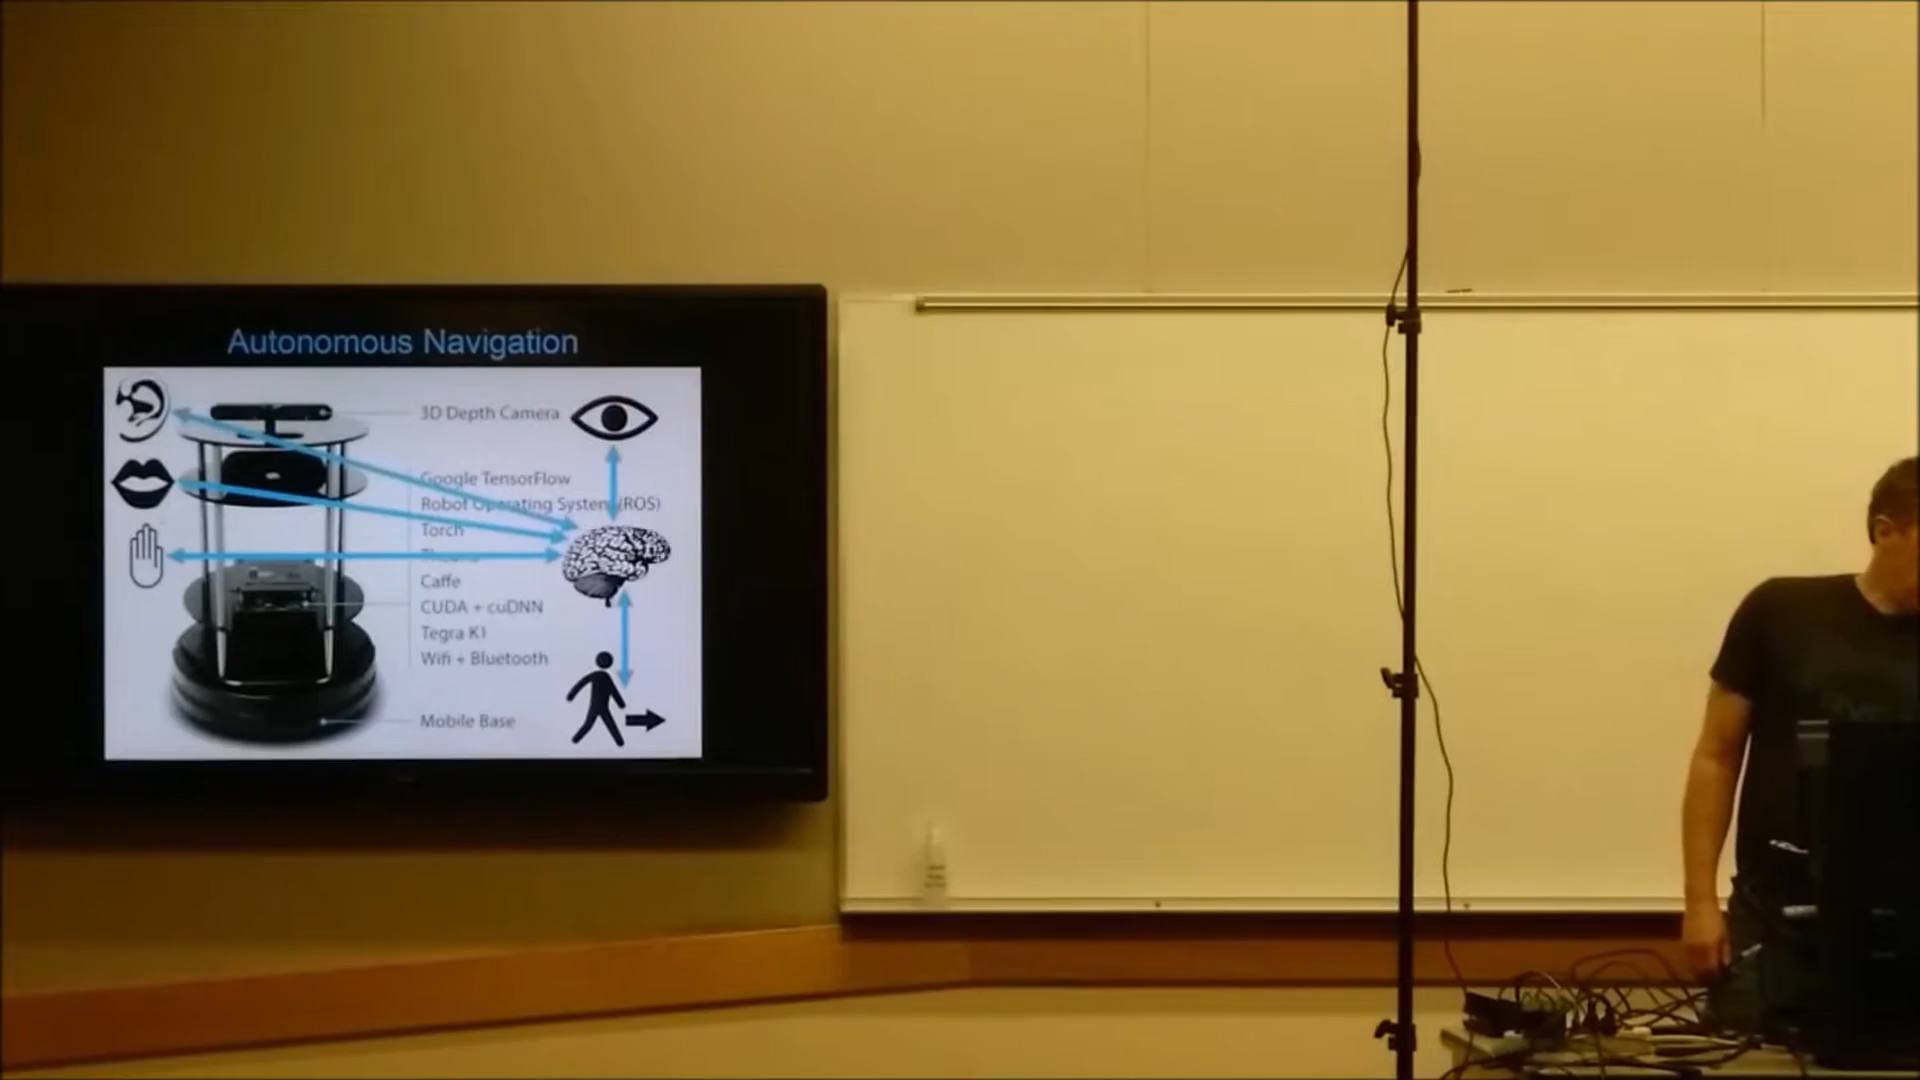 Autonomous Navigation
3D Depth Camera
Google TensorFlow
Robot Operating System (ROS)
Torch
Caffe
CUDA + cuDNN
Tegra K1
Wifi + Bluetooth
Mobile Base